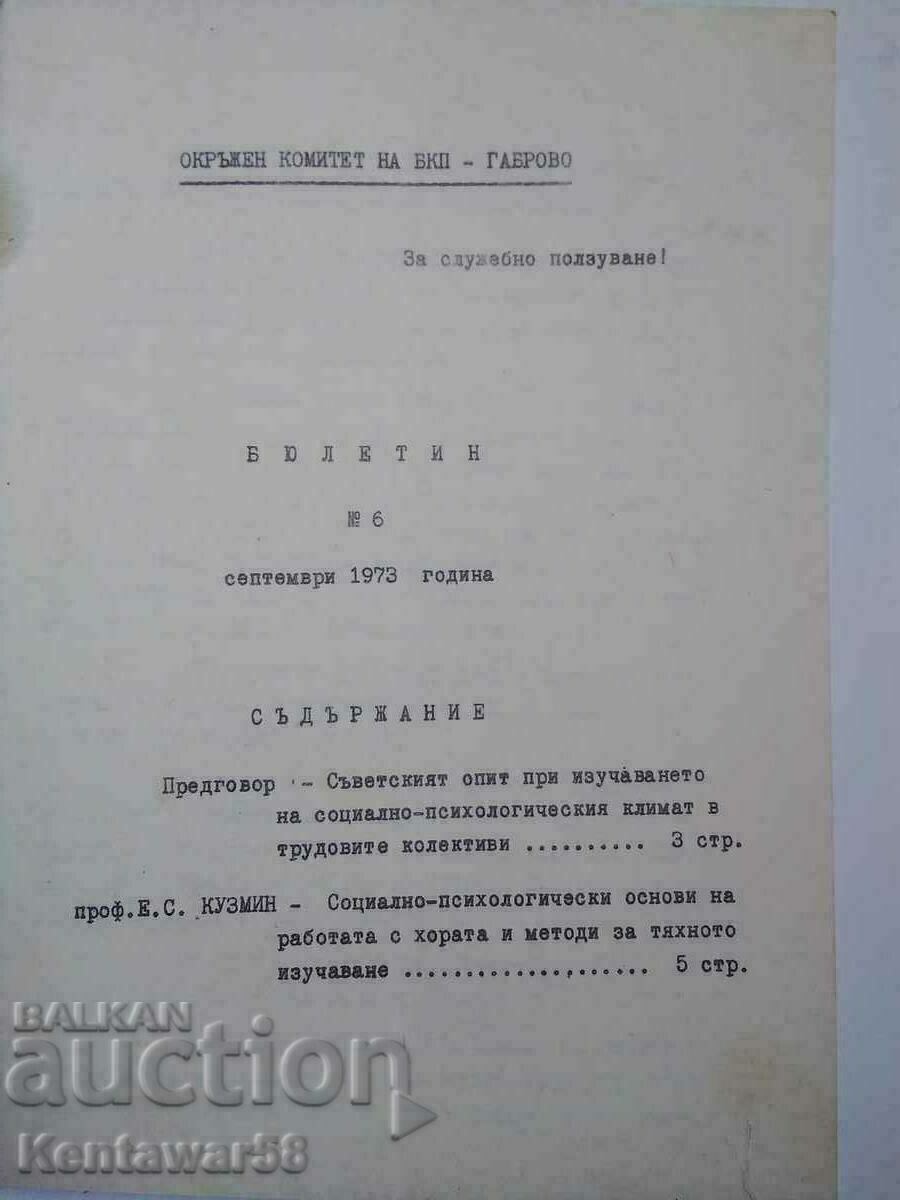 ОКРЪЖЕН КОМИТЕТ НА БКП - ГАБРОВО
За служебно ползуване!
Б Ю Л Е Т И Н
№ 6
септември 1973 година
С Ъ Д Ъ Р Ж А Н И Е
Предговор - Съветският опит при изучаването
на социално-психологическия климат в
трудовите колективи .......... 3 стр.
проф.Е.С. КУЗМИН - Социално-психологически основи на
работата с хората и методи за тяхното
изучаване .................... 5 стр.
BALKAN
auction
Kentawar58